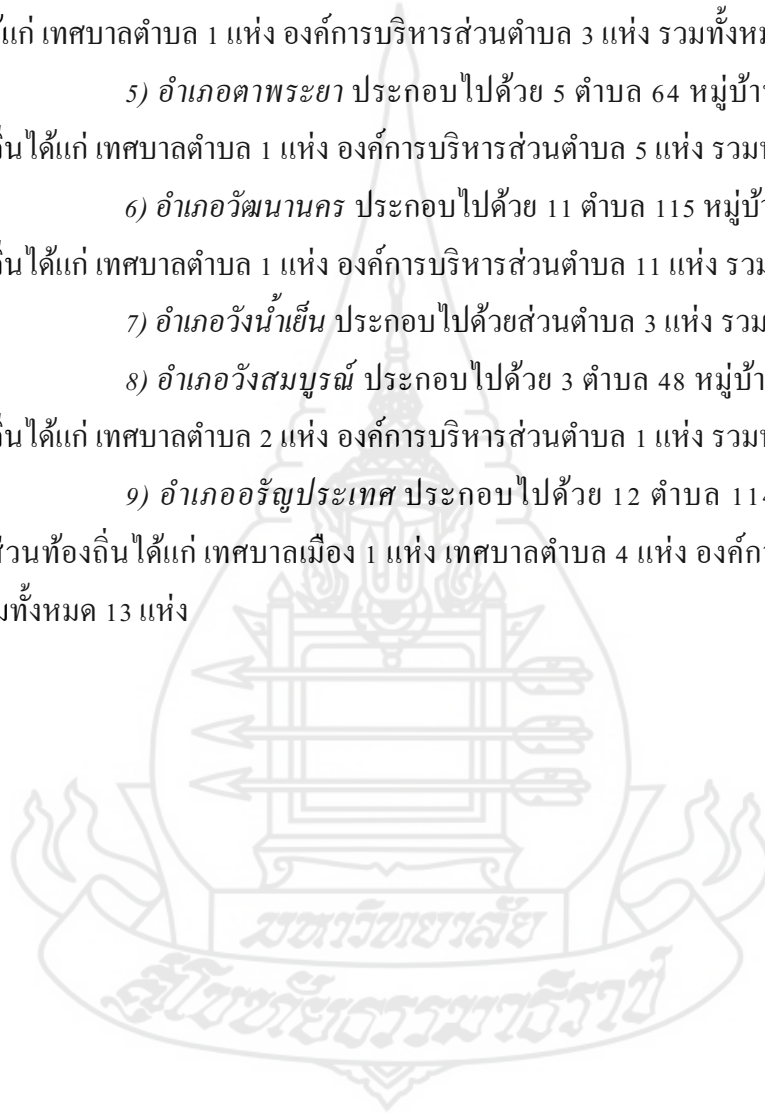 แก่ เทศบาลตำบล 1 แห่ง องค์การบริหารส่วนตำบล 3 แห่ง รวมทั้งหม
5) อำเภอตาพระยา ประกอบไปด้วย 5 ตำบล 64 หมู่บ้า
นได้แก่ เทศบาลตำบล 1 แห่ง องค์การบริหารส่วนตำบล 5 แห่ง รวม
6) อำเภอวัฒนานคร ประกอบไปด้วย 11 ตำบล 115 หมู่บ้า
นได้แก่ เทศบาลตำบล 1 แห่ง องค์การบริหารส่วนตำบล 11 แห่ง รวม
7) อำเภอวังน้ำเย็น ประกอบไปด้วยส่วนตำบล 3 แห่ง รวม
8) อำเภอวังสมบูรณ์ ประกอบไปด้วย 3 ตำบล 48 หมู่บ้า
นได้แก่ เทศบาลตำบล 2 แห่ง องค์การบริหารส่วนตำบล 1 แห่ง รวม
9) อำเภออรัญประเทศ ประกอบไปด้วย 12 ตำบล 114
ส่วนท้องถิ่นได้แก่ เทศบาลเมือง 1 แห่ง เทศบาลตำบล 4 แห่ง องค์กา
มทั้งหมด 13 แห่ง
มหาวิทยาลัย
สุโขทัยธรรมาธิราช